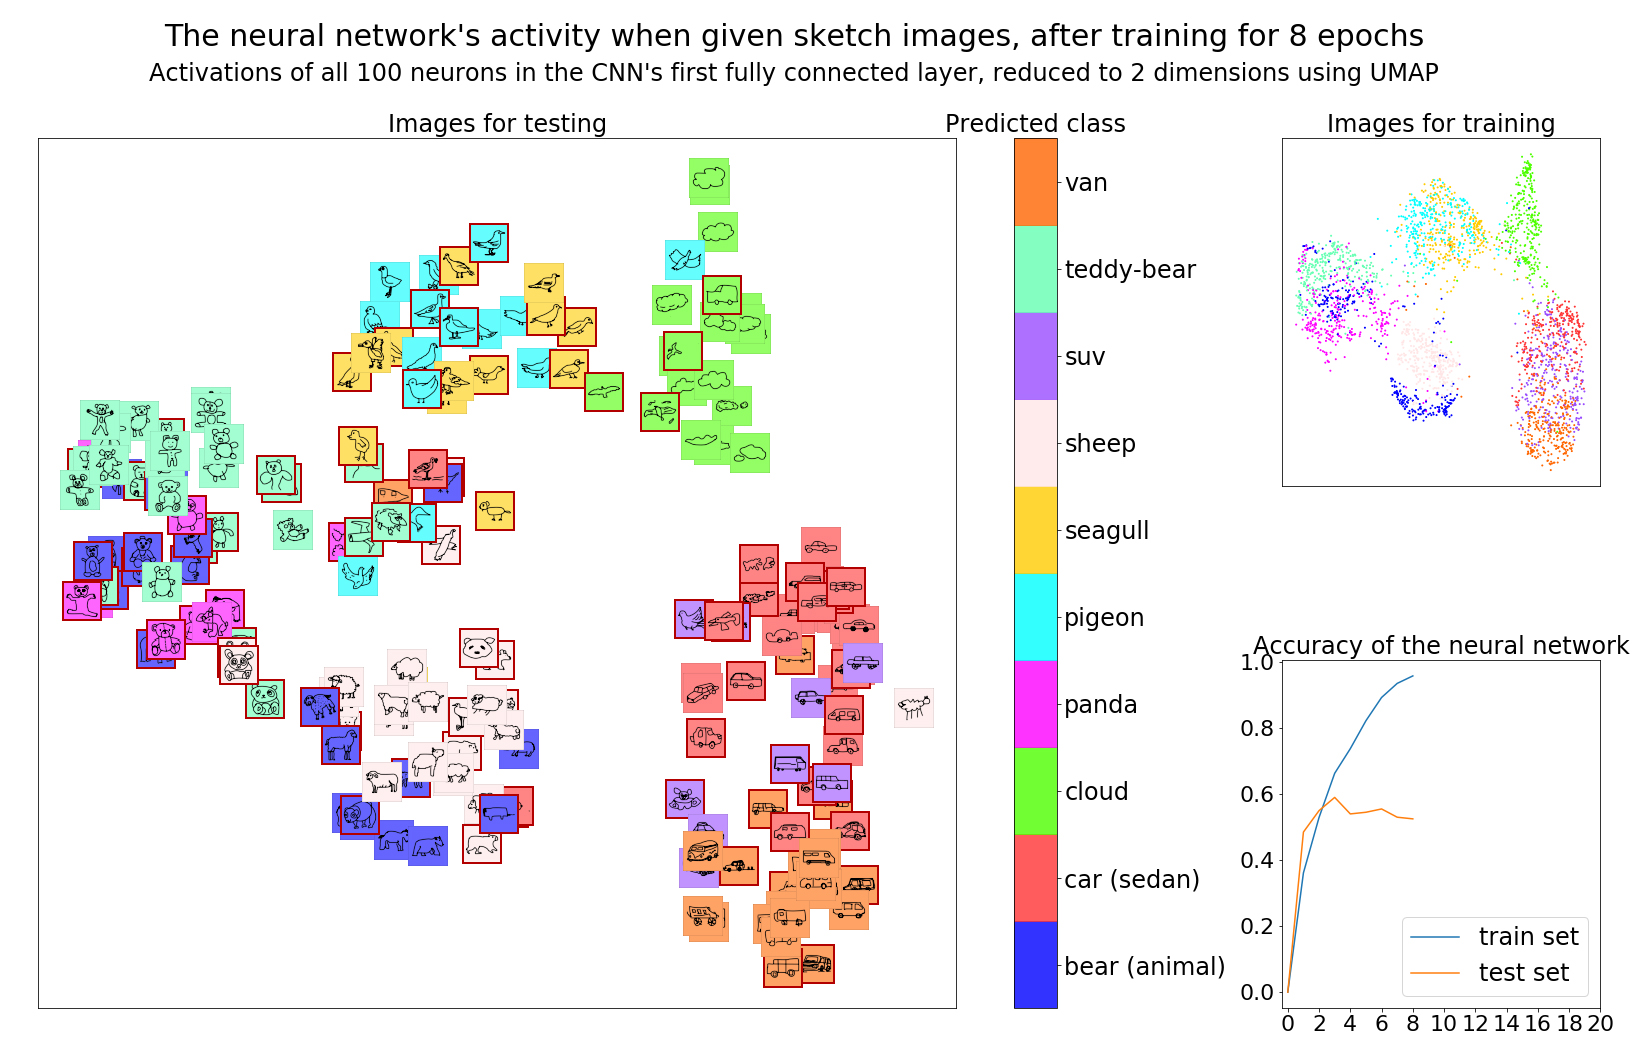 The neural network's activity when given sketch images, after training for 8 epochs
Activations of all 100 neurons in the CNN's first fully connected layer, reduced to 2 dimensions using UMAP
Images for testing
Predicted class
van
teddy-bear
suv
sheep
seagull
pigeon
panda
cloud
car (sedan)
bear (animal)
Images for training
Accuracy of the neural network
1.0
0.8
0.6
0.4
0.2
0.0
train set
test set
0 2 4 6 8 10 12 14 16 18 20